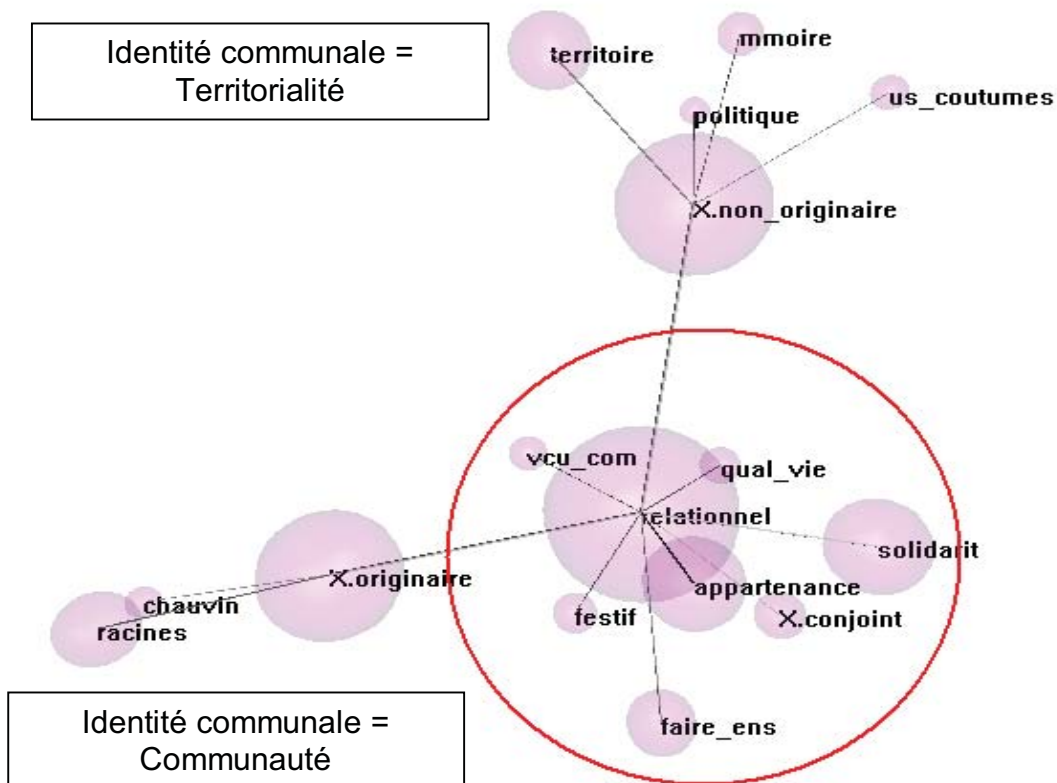 Identité communale =
Territorialité
territoire
mmoire
us_coutumes
politique
X.non_originaire
vcu_com
qual_vie
relationnel
solidarit
X.originaire
appartenance
chauvin
festif
X.conjoint
racines
faire_ens
Identité communale =
Communauté